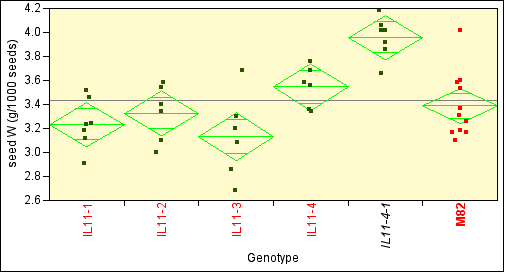 seed W (g/1000 seeds)
4.2
4.0
3.8
3.6
3.4
3.2
3.0
2.8
2.6
IL11-1
IL11-2
IL11-3
IL11-4
IL11-4-1
M82
Genotype